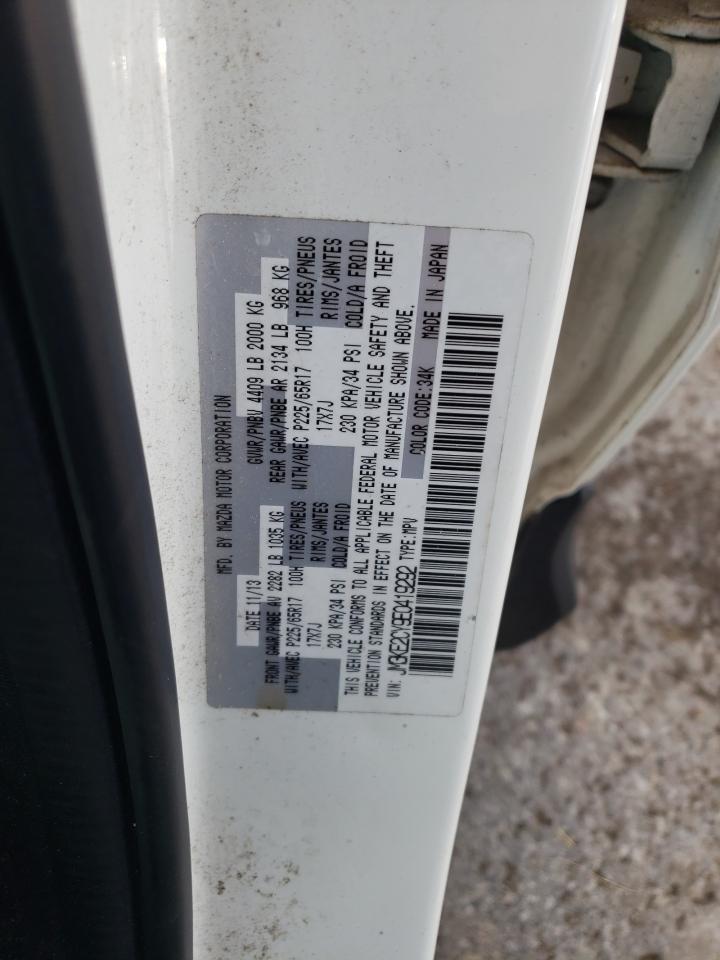 MFD. BY MAZDA MOTOR CORPORATION
DATE 11/13 GVWR/PNBV 4409 LB 2000 KG
FRONT GAWR/PNBE AV 2282 LB 1035 KG REAR GAWR/PNBE AR 2134 LB 968 KG
WITH/AVEC P225/65R17 100H TIRES/PNEUS WITH/AVEC P225/65R17 100H TIRES/PNEUS
17X7J RIMS/JANTES 17X7J RIMS/JANTES
230 KPA/34 PSI COLD/A FROID 230 KPA/34 PSI COLD/A FROID
THIS VEHICLE CONFORMS TO ALL APPLICABLE FEDERAL MOTOR VEHICLE SAFETY AND THEFT
PREVENTION STANDARDS IN EFFECT ON THE DATE OF MANUFACTURE SHOWN ABOVE.
VIN: JM3KE2CY9E0419292 TYPE:MPV COLOR CODE:34K MADE IN JAPAN